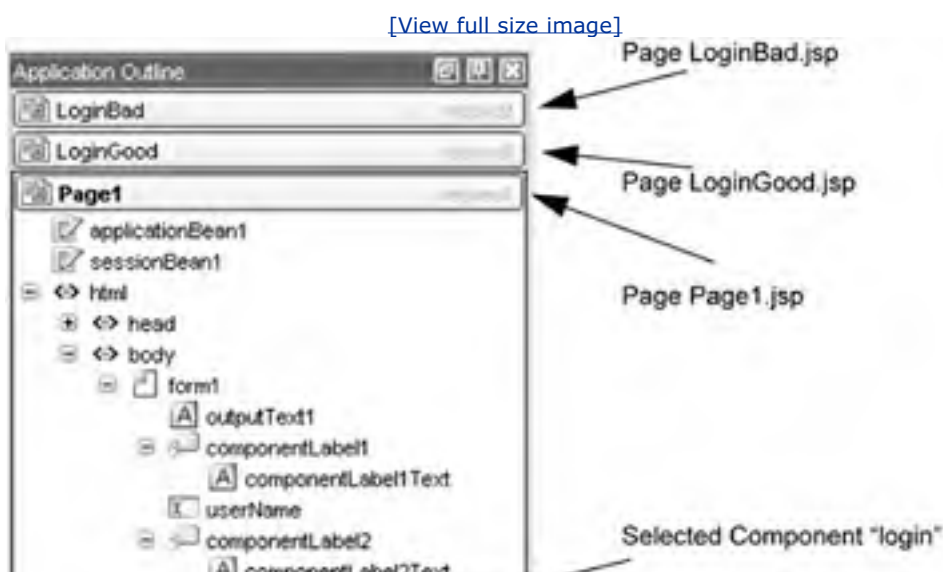 [View full size image]
Page LoginBad.jsp
Application Outline
LoginBad
LoginGood
Page LoginGood.jsp
Page1
applicationBean1
sessionBean1
html
Page Page1.jsp
head
body
form1
outputText1
componentLabel1
componentLabel1Text
userName
componentLabel2
Selected Component “login”
componentLabel2Text